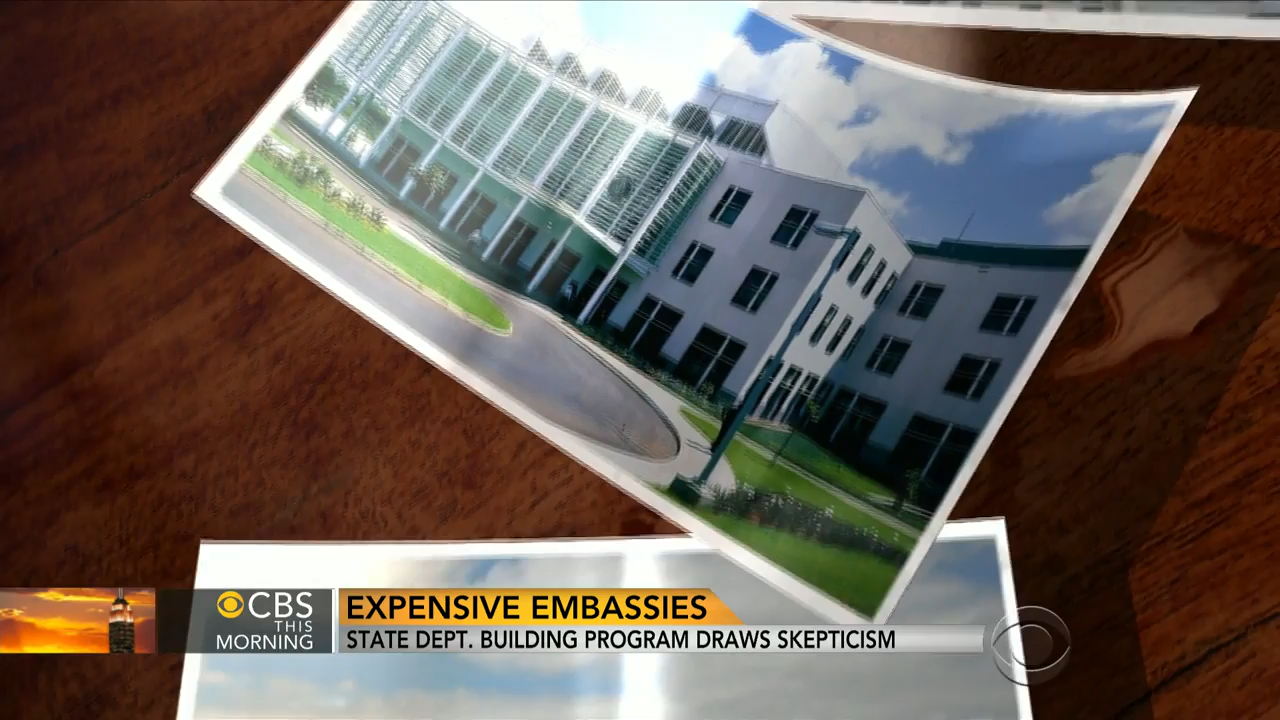 CBS
THIS
MORNING
EXPENSIVE EMBASSIES
STATE DEPT. BUILDING PROGRAM DRAWS SKEPTICISM